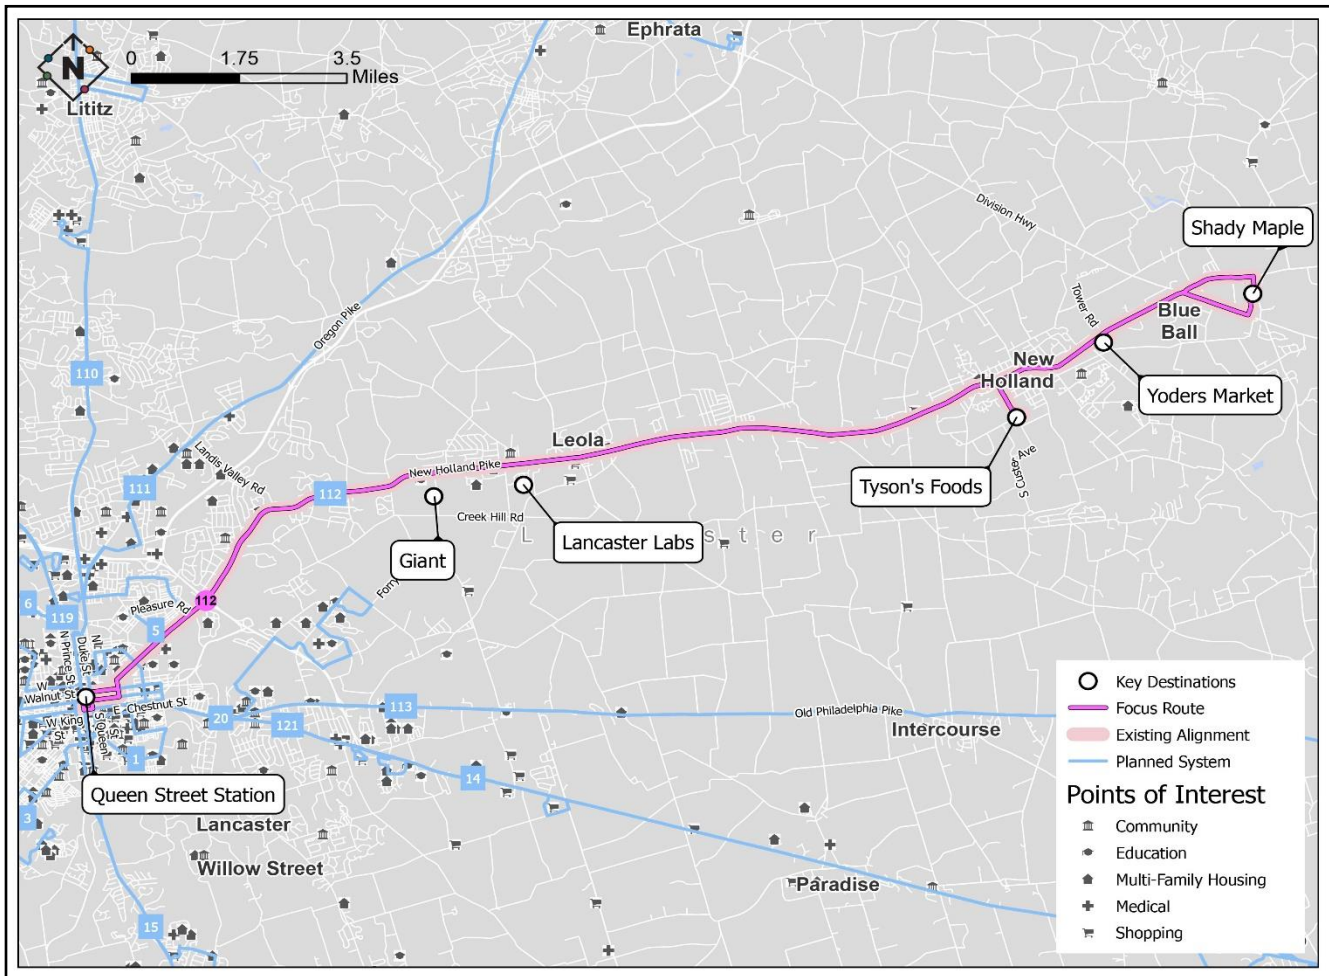 Ephrata
N
0 1.75 3.5
Miles
Lititz
Division Hwy
Shady Maple
Tower Rd
Blue
Ball
Oregon Pike
110
New
Holland
Yoders Market
Landis Valley Rd
Leola
New Holland Pike
S Custer Ave
Tyson's Foods
111
112
Creek Hill Rd
Lancaster Labs
Giant
L ster
Forry
6
119
Pleasure Rd
112
5
N Prince St
Duke St
N L
W
Walnut St
E Chestnut St
W King
St
S Queen
St
E
20
121
113
Old Philadelphia Pike
Intercourse
1
14
Queen Street Station
3
Lancaster
Willow Street
Paradise
15
Key Destinations
Focus Route
Existing Alignment
Planned System
Points of Interest
Community
Education
Multi-Family Housing
Medical
Shopping